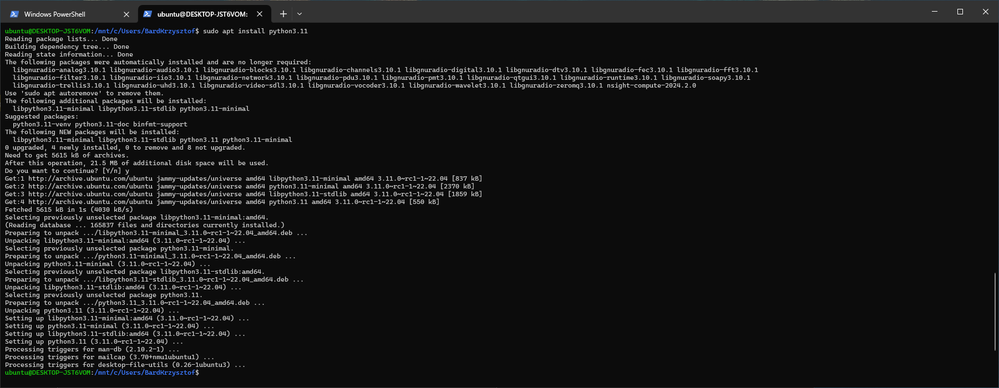 Windows PowerShell
ubuntu@DESKTOP-JST6VOM:
ubuntu@DESKTOP-JST6VOM:/mnt/c/Users/BardKrzysztof$ sudo apt install python3.11
Reading package lists... Done
Building dependency tree... Done
Reading state information... Done
The following packages were automatically installed and are no longer required:
  libgnuradio-analog3.10.1 libgnuradio-audio3.10.1 libgnuradio-blocks3.10.1 libgnuradio-channels3.10.1 libgnuradio-digital3.10.1 libgnuradio-dtv3.10.1 libgnuradio-fec3.10.1 libgnuradio-fft3.10.1
  libgnuradio-filter3.10.1 libgnuradio-iio3.10.1 libgnuradio-network3.10.1 libgnuradio-pdu3.10.1 libgnuradio-pmt3.10.1 libgnuradio-qtgui3.10.1 libgnuradio-runtime3.10.1 libgnuradio-soapy3.10.1
  libgnuradio-trellis3.10.1 libgnuradio-uhd3.10.1 libgnuradio-video-sdl3.10.1 libgnuradio-vocoder3.10.1 libgnuradio-wavelet3.10.1 libgnuradio-zeromq3.10.1 nsight-compute-2024.2.0
Use 'sudo apt autoremove' to remove them.
The following additional packages will be installed:
  libpython3.11-minimal libpython3.11-stdlib python3.11-minimal
Suggested packages:
  python3.11-venv python3.11-doc binfmt-support
The following NEW packages will be installed:
  libpython3.11-minimal libpython3.11-stdlib python3.11 python3.11-minimal
0 upgraded, 4 newly installed, 0 to remove and 8 not upgraded.
Need to get 5615 kB of archives.
After this operation, 21.5 MB of additional disk space will be used.
Do you want to continue? [Y/n] y
Get:1 http://archive.ubuntu.com/ubuntu jammy-updates/universe amd64 libpython3.11-minimal amd64 3.11.0~rc1-1~22.04 [837 kB]
Get:2 http://archive.ubuntu.com/ubuntu jammy-updates/universe amd64 python3.11-minimal amd64 3.11.0~rc1-1~22.04 [2370 kB]
Get:3 http://archive.ubuntu.com/ubuntu jammy-updates/universe amd64 libpython3.11-stdlib amd64 3.11.0~rc1-1~22.04 [1859 kB]
Get:4 http://archive.ubuntu.com/ubuntu jammy-updates/universe amd64 python3.11 amd64 3.11.0~rc1-1~22.04 [550 kB]
Fetched 5615 kB in 1s (4030 kB/s)
Selecting previously unselected package libpython3.11-minimal:amd64.
(Reading database ... 165837 files and directories currently installed.)
Preparing to unpack .../libpython3.11-minimal_3.11.0~rc1-1~22.04_amd64.deb ...
Unpacking libpython3.11-minimal:amd64 (3.11.0~rc1-1~22.04) ...
Selecting previously unselected package python3.11-minimal.
Preparing to unpack .../python3.11-minimal_3.11.0~rc1-1~22.04_amd64.deb ...
Unpacking python3.11-minimal (3.11.0~rc1-1~22.04) ...
Selecting previously unselected package libpython3.11-stdlib:amd64.
Preparing to unpack .../libpython3.11-stdlib_3.11.0~rc1-1~22.04_amd64.deb ...
Unpacking libpython3.11-stdlib:amd64 (3.11.0~rc1-1~22.04) ...
Selecting previously unselected package python3.11.
Preparing to unpack .../python3.11_3.11.0~rc1-1~22.04_amd64.deb ...
Unpacking python3.11 (3.11.0~rc1-1~22.04) ...
Setting up libpython3.11-minimal:amd64 (3.11.0~rc1-1~22.04) ...
Setting up python3.11-minimal (3.11.0~rc1-1~22.04) ...
Setting up libpython3.11-stdlib:amd64 (3.11.0~rc1-1~22.04) ...
Setting up python3.11 (3.11.0~rc1-1~22.04) ...
Processing triggers for man-db (2.10.2-1) ...
Processing triggers for mailcap (3.70+nmu1ubuntu1) ...
Processing triggers for desktop-file-utils (0.26-1ubuntu3) ...
ubuntu@DESKTOP-JST6VOM:/mnt/c/Users/BardKrzysztof$